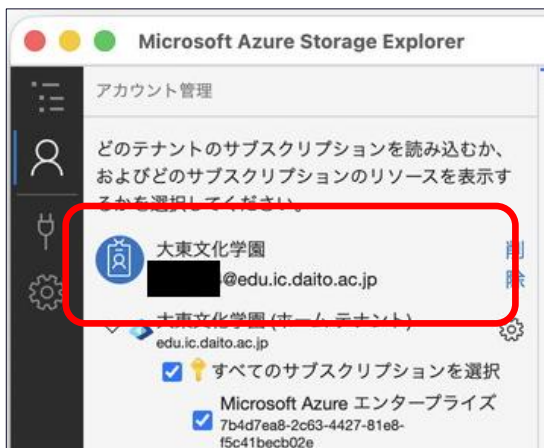 Microsoft Azure Storage Explorer
アカウント管理
どのテナントのサブスクリプションを読み込むか、
およびどのサブスクリプションのリソースを表示す
るかを選択してください。
大東文化学園
削
@edu.ic.daito.ac.jp
除
大東文化学園 (ホーム テナント)
edu.ic.daito.ac.jp
すべてのサブスクリプションを選択
Microsoft Azure エンタープライズ
7b4d7ea8-2c63-4427-81e8-
f5c41becb02e